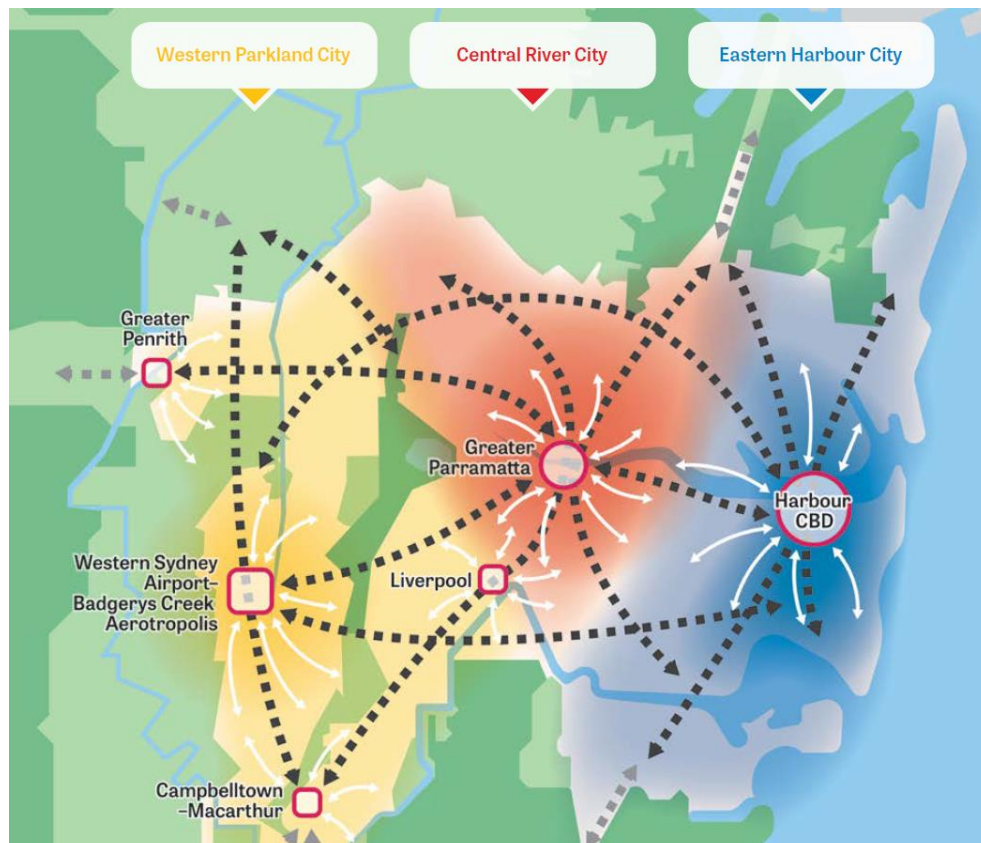 Western Parkland City
Central River City
Eastern Harbour City
Greater
Penrith
Greater
Parramatta
Harbour
CBD
Western Sydney
Airport–
Badgerys Creek
Aerotropolis
Liverpool
Campbelltown
–Macarthur